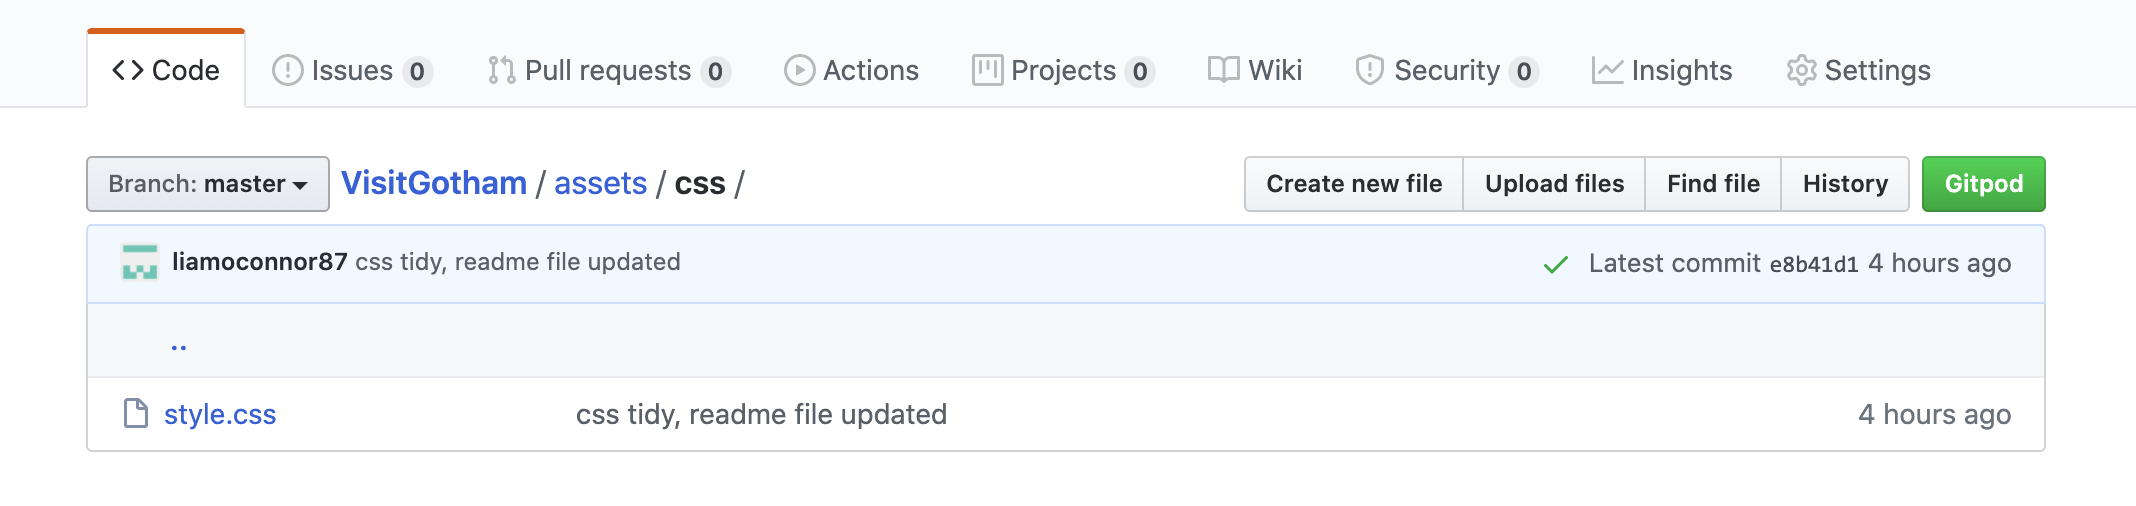 Code Issues 0 Pull requests 0 Actions Projects 0 Wiki Security 0 Insights Settings
Branch: master VisitGotham / assets / css / Create new file Upload files Find file History Gitpod
liamoconnor87 css tidy, readme file updated Latest commit e8b41d1 4 hours ago
..
style.css css tidy, readme file updated 4 hours ago